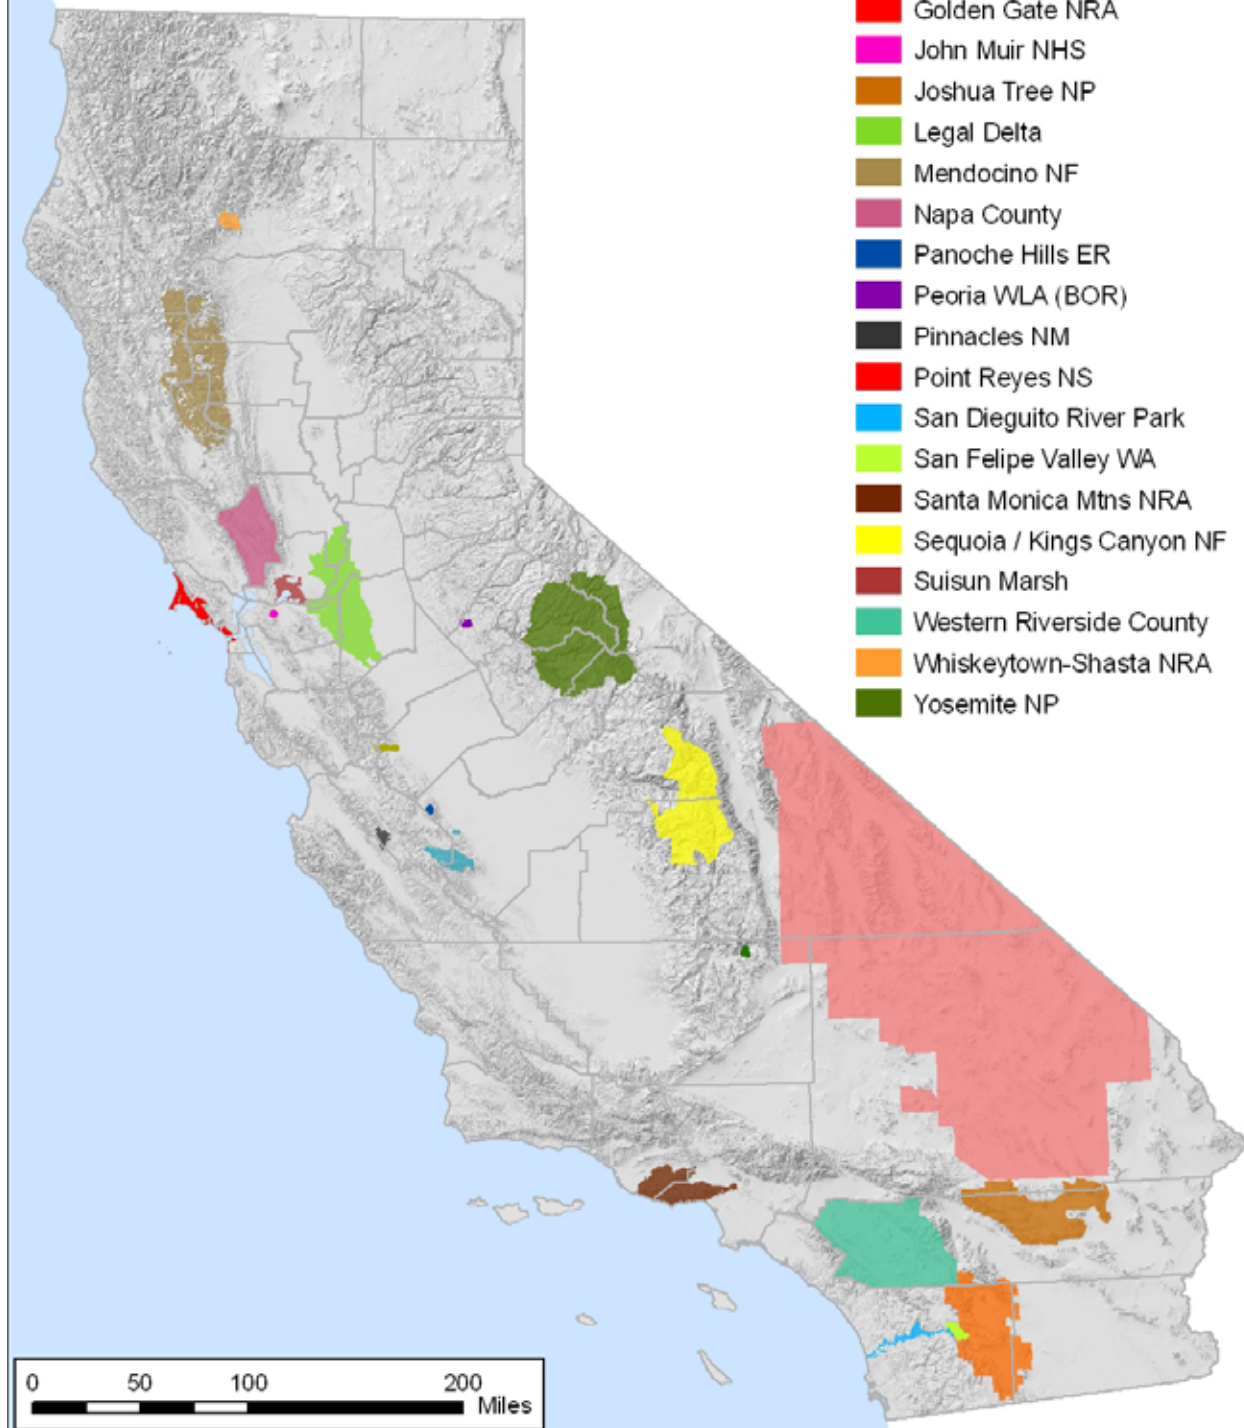 Golden Gate NRA
John Muir NHS
Joshua Tree NP
Legal Delta
Mendocino NF
Napa County
Panoche Hills ER
Peoria WLA (BOR)
Pinnacles NM
Point Reyes NS
San Dieguito River Park
San Felipe Valley WA
Santa Monica Mtns NRA
Sequoia / Kings Canyon NF
Suisun Marsh
Western Riverside County
Whiskeytown-Shasta NRA
Yosemite NP
0 50 100 200
Miles